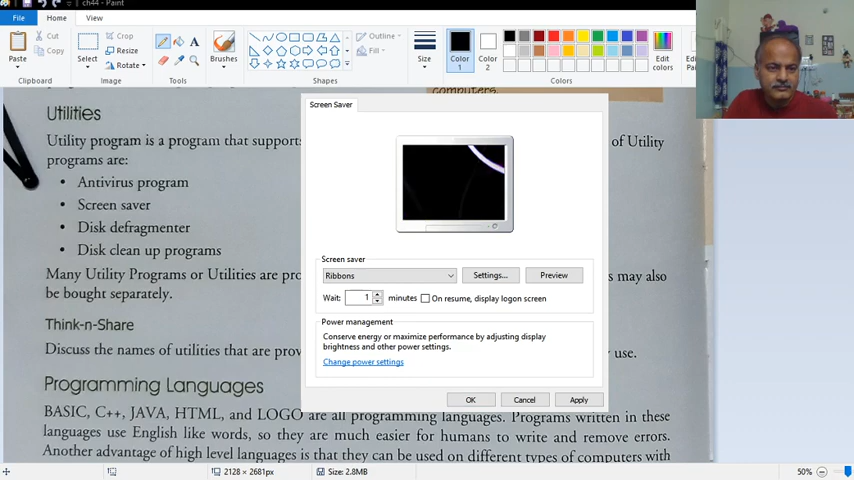 ch44 - Paint
File Home View
Paste
Cut
Copy
Clipboard
Select
Crop
Resize
Rotate
Image
A
Tools
Brushes
Outline
Fill
Shapes
Size
Color 1
Color 2
Edit colors
Colors
computers.
Utilities
Utility program is a program that supports
of Utility
programs are:
• Antivirus program
• Screen saver
• Disk defragmenter
• Disk clean up programs
Many Utility Programs or Utilities are
s may also
be bought separately.
Think-n-Share
Discuss the names of utilities that are
use.
Programming Languages
BASIC, C++, JAVA, HTML, and LOGO are all programming languages. Programs written in these
languages use English like words, so they are much easier for humans to write and remove errors.
Another advantage of high level languages is that they can be used on different types of computers with
Screen Saver
Screen saver
Ribbons
Settings...
Preview
Wait: 1 minutes On resume, display logon screen
Power management
Conserve energy or maximize performance by adjusting display
brightness and other power settings.
Change power settings
OK Cancel Apply
2128 × 2681px
Size: 2.8MB
50%